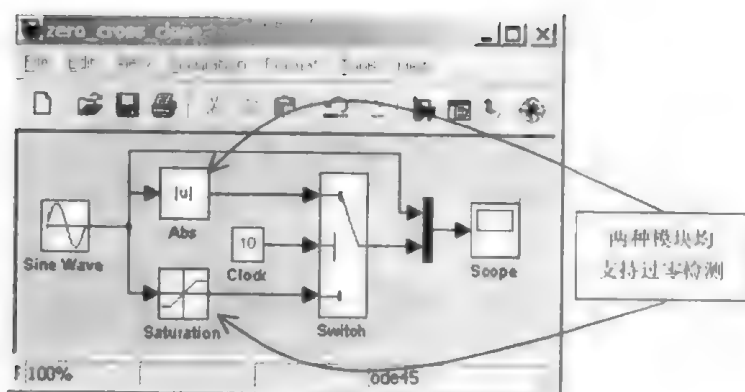 zero_cross_
File Edit View Simulation Format Tools Help
|u|
Abs
Sine Wave
10
Clock
Scope
Saturation
Switch
两种模块均
支持过零检测
100%
ode45